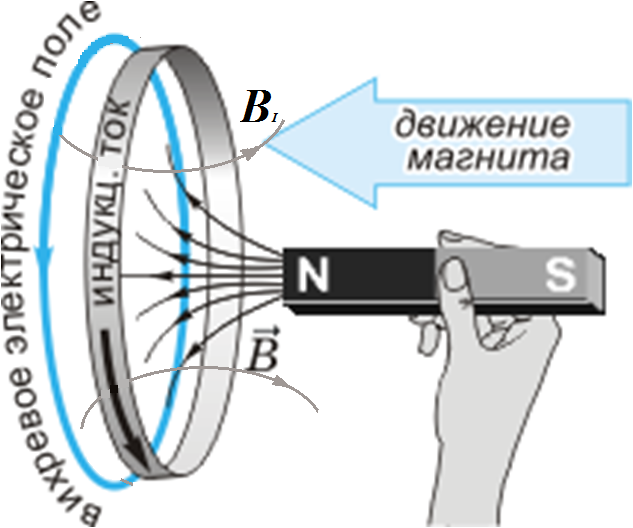 вихревое электрическое поле
ИНДУКЦ. ТОК
B₁
движение
магнита
N
S
B⃗